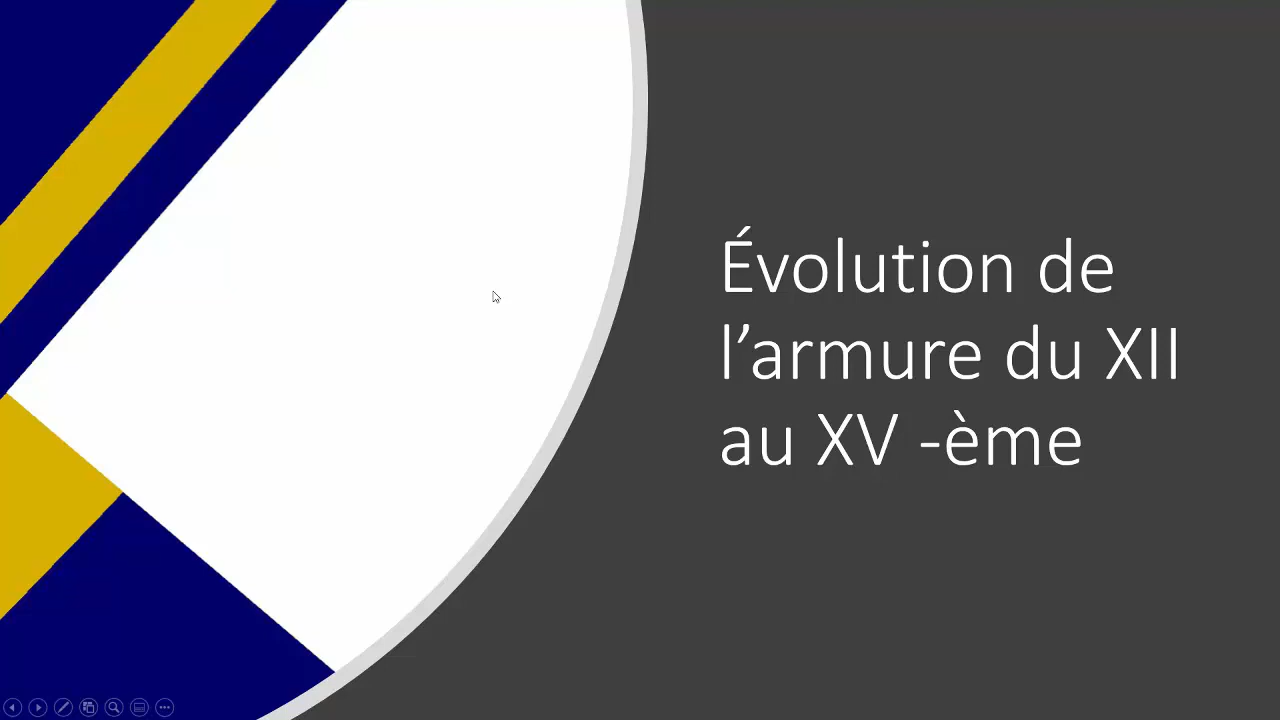 Évolution de
l’armure du XII
au XV -ème